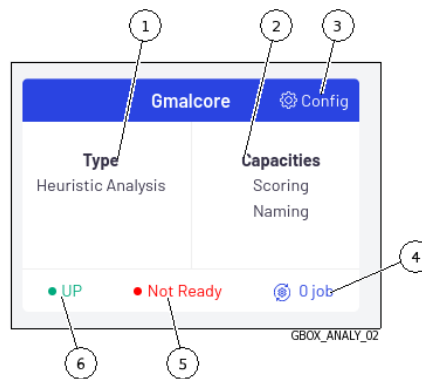 1 2 3
Gmalcore Config
Type Capacities
Heuristic Analysis Scoring
Naming
4
UP Not Ready 0 job
GBOX_ANALY_02
6 5